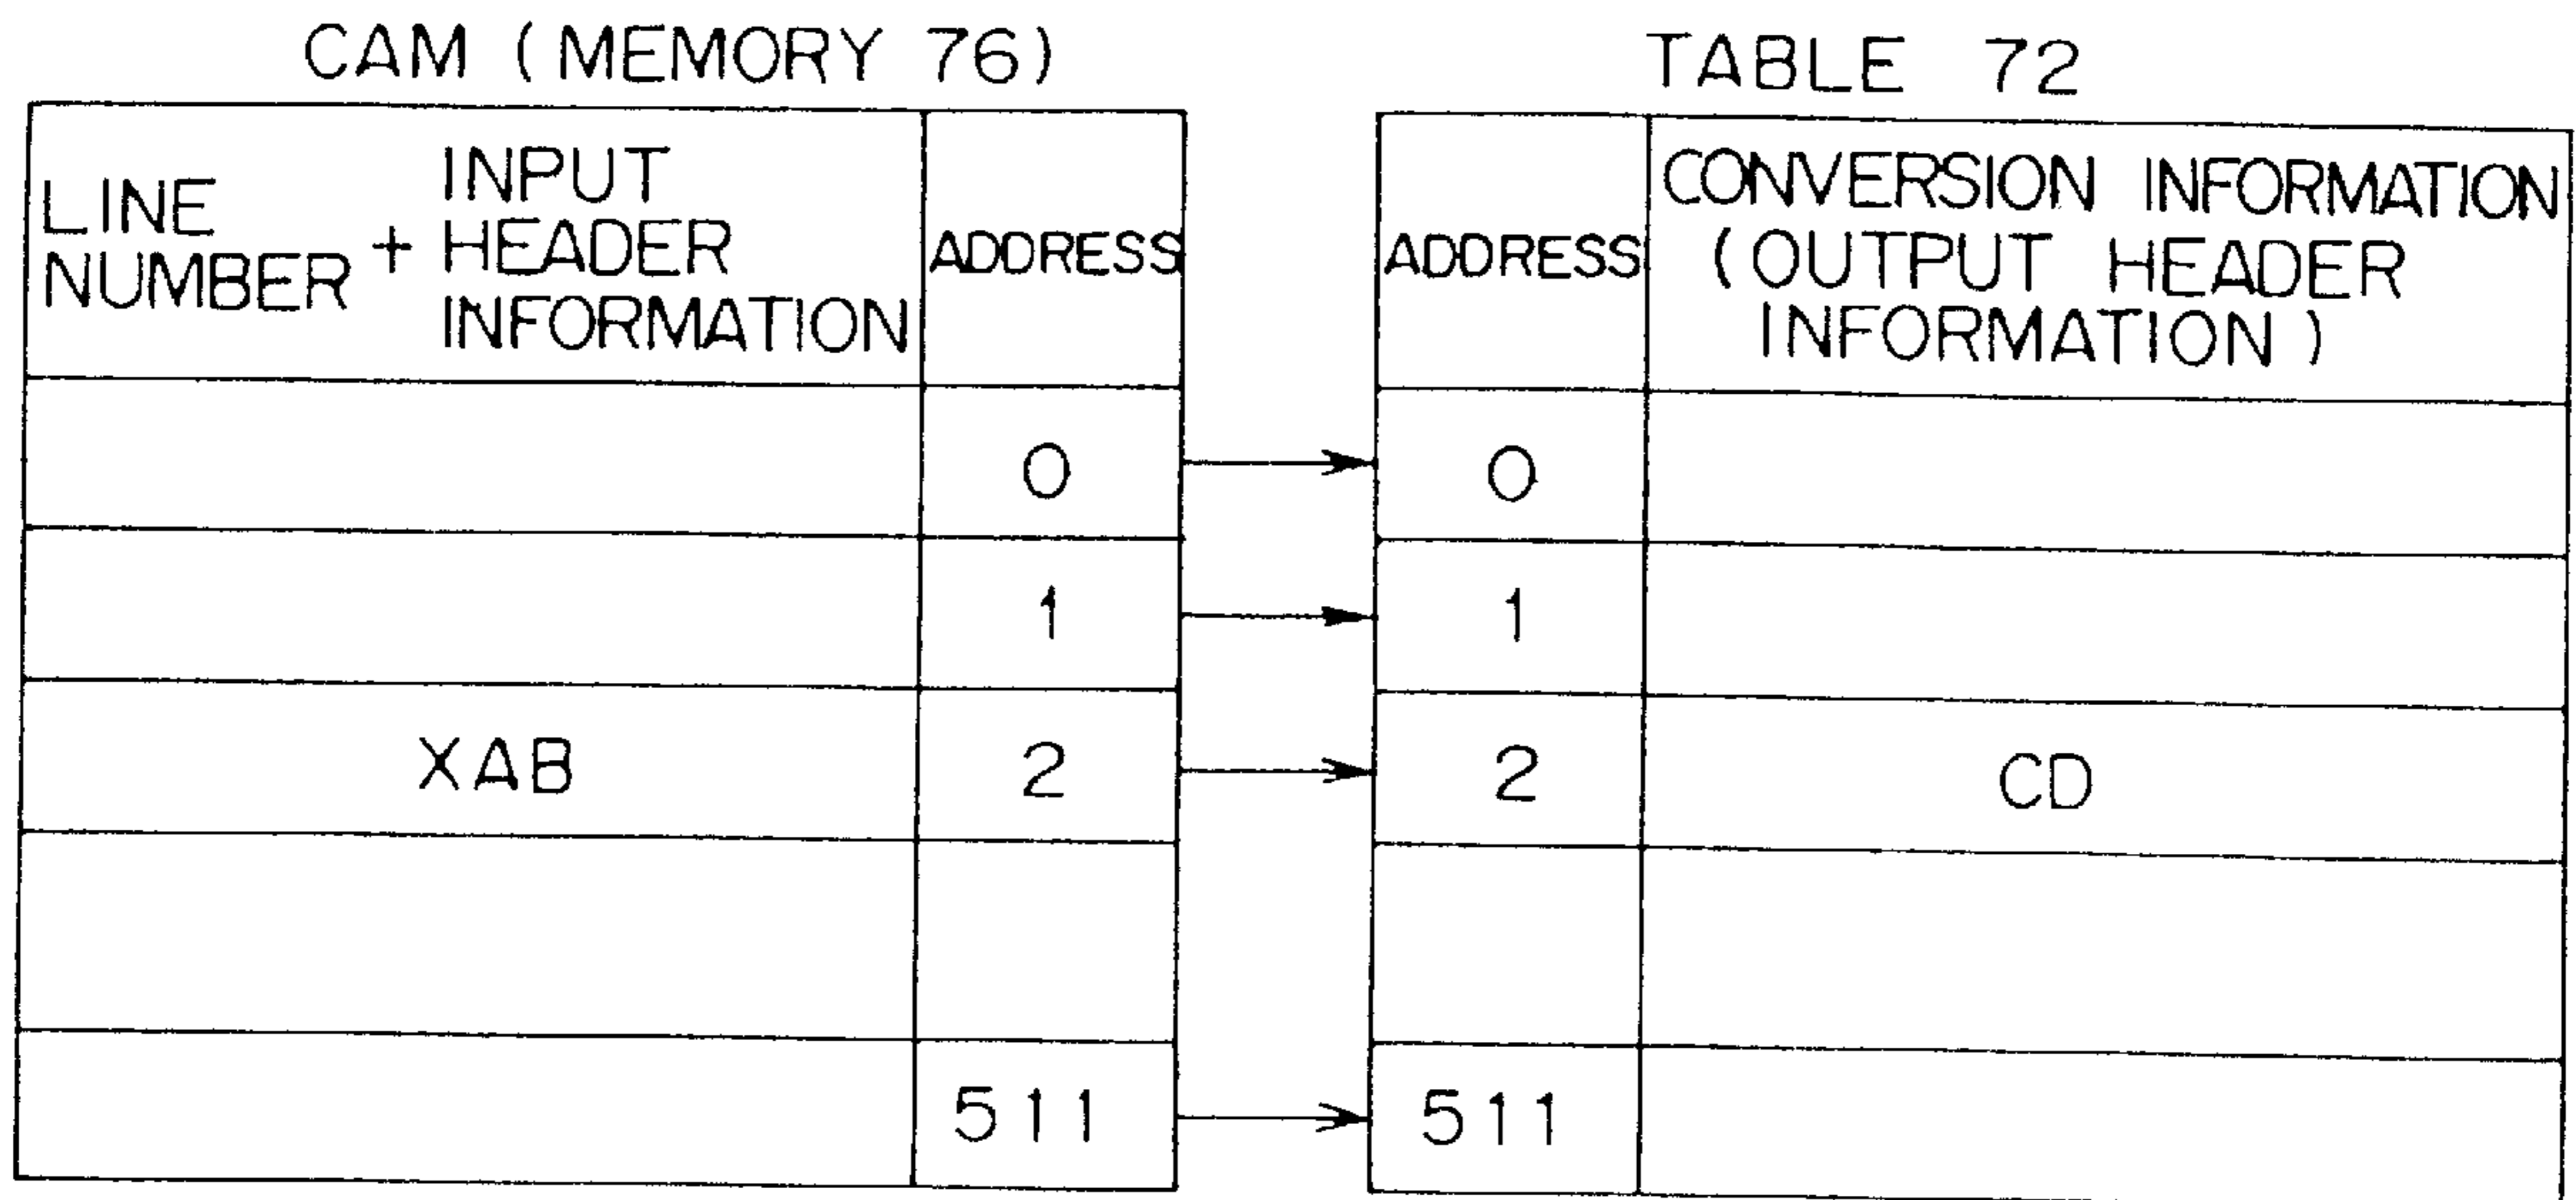 CAM (MEMORY 76)
LINE NUMBER + INPUT HEADER INFORMATION
ADDRESS
0
1
XAB 2
511
TABLE 72
ADDRESS
CONVERSION INFORMATION
(OUTPUT HEADER
INFORMATION)
0
1
2 CD
511